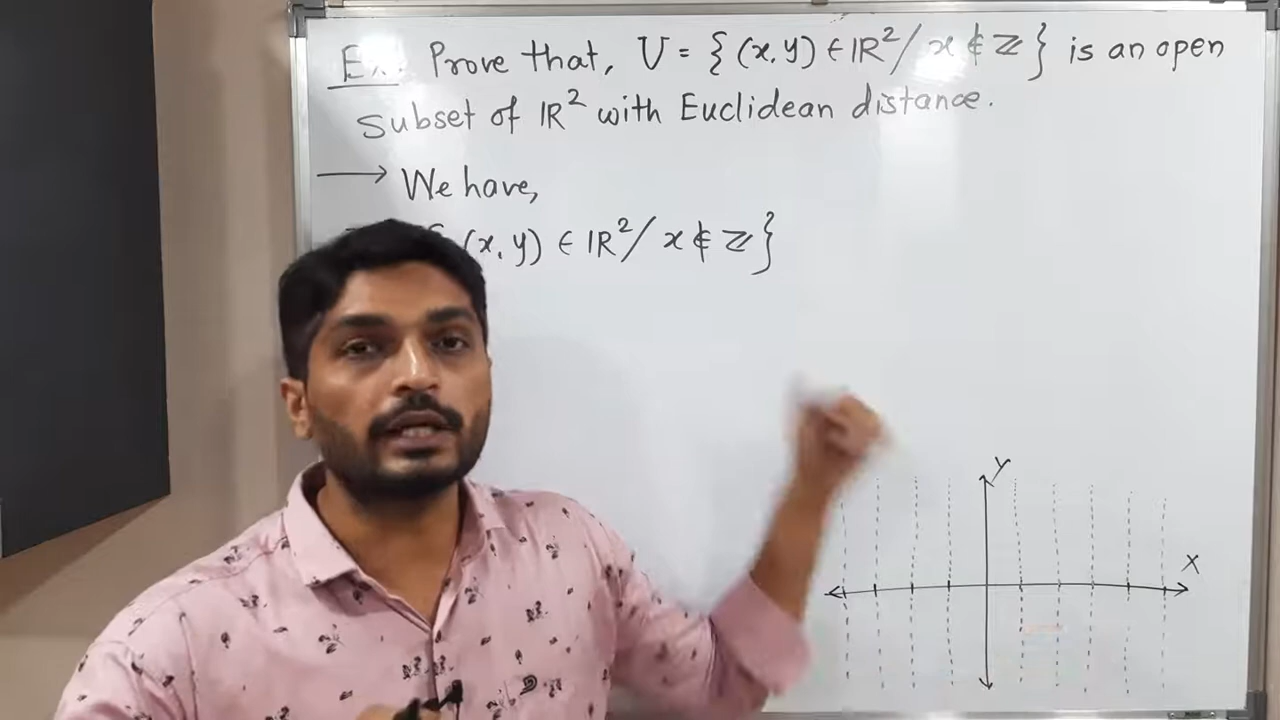 Ex. Prove that, U = { (x, y) ∈ ℝ² / x ∉ ℤ } is an open
subset of ℝ² with Euclidean distance.
→ We have,
(x, y) ∈ ℝ² / x ∉ ℤ }
Y
X